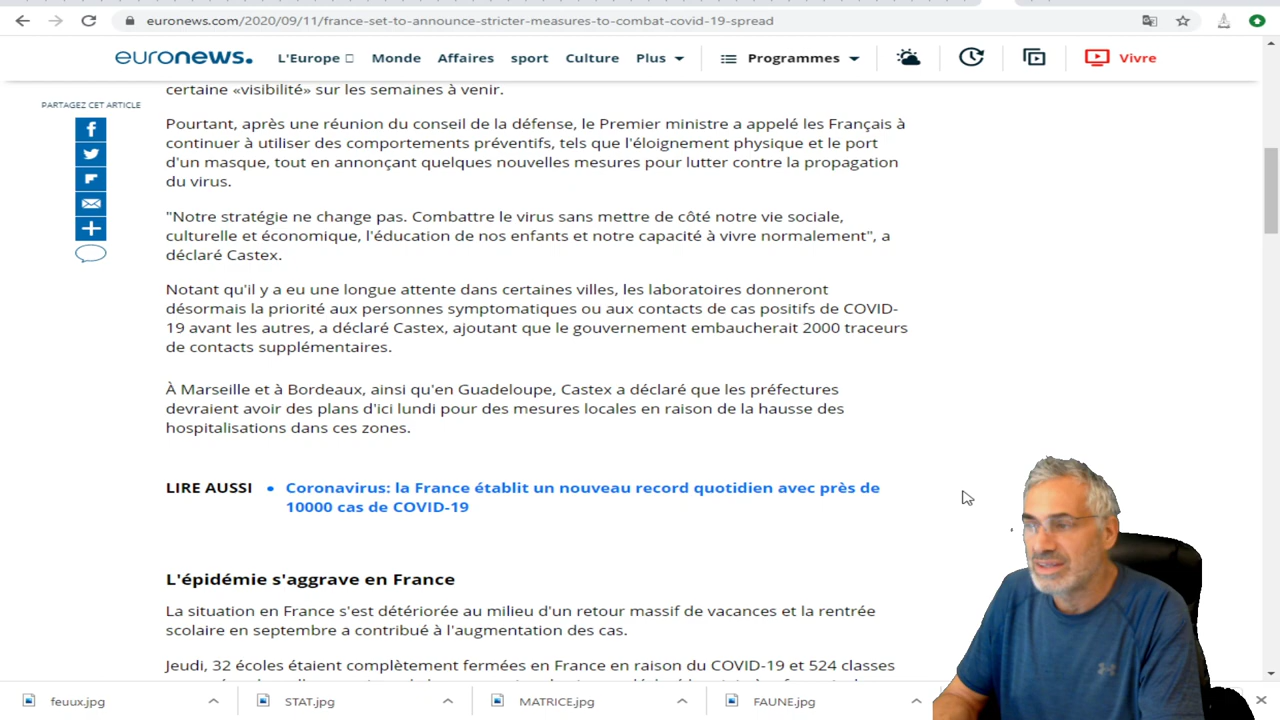 euronews.com/2020/09/11/france-set-to-announce-stricter-measures-to-combat-covid-19-spread
euronews.
L'Europe
Monde
Affaires
sport
Culture
Plus
Programmes
Vivre
PARTAGEZ CET ARTICLE
certaine «visibilité» sur les semaines à venir.
Pourtant, après une réunion du conseil de la défense, le Premier ministre a appelé les Français à
continuer à utiliser des comportements préventifs, tels que l'éloignement physique et le port
d'un masque, tout en annonçant quelques nouvelles mesures pour lutter contre la propagation
du virus.
"Notre stratégie ne change pas. Combattre le virus sans mettre de côté notre vie sociale,
culturelle et économique, l'éducation de nos enfants et notre capacité à vivre normalement", a
déclaré Castex.
Notant qu'il y a eu une longue attente dans certaines villes, les laboratoires donneront
désormais la priorité aux personnes symptomatiques ou aux contacts de cas positifs de COVID-
19 avant les autres, a déclaré Castex, ajoutant que le gouvernement embaucherait 2000 traceurs
de contacts supplémentaires.
À Marseille et à Bordeaux, ainsi qu'en Guadeloupe, Castex a déclaré que les préfectures
devraient avoir des plans d'ici lundi pour des mesures locales en raison de la hausse des
hospitalisations dans ces zones.
LIRE AUSSI • Coronavirus: la France établit un nouveau record quotidien avec près de
10000 cas de COVID-19
L'épidémie s'aggrave en France
La situation en France s'est détériorée au milieu d'un retour massif de vacances et la rentrée
scolaire en septembre a contribué à l'augmentation des cas.
Jeudi, 32 écoles étaient complètement fermées en France en raison du COVID-19 et 524 classes
feuux.jpg
STAT.jpg
MATRICE.jpg
FAUNE.jpg